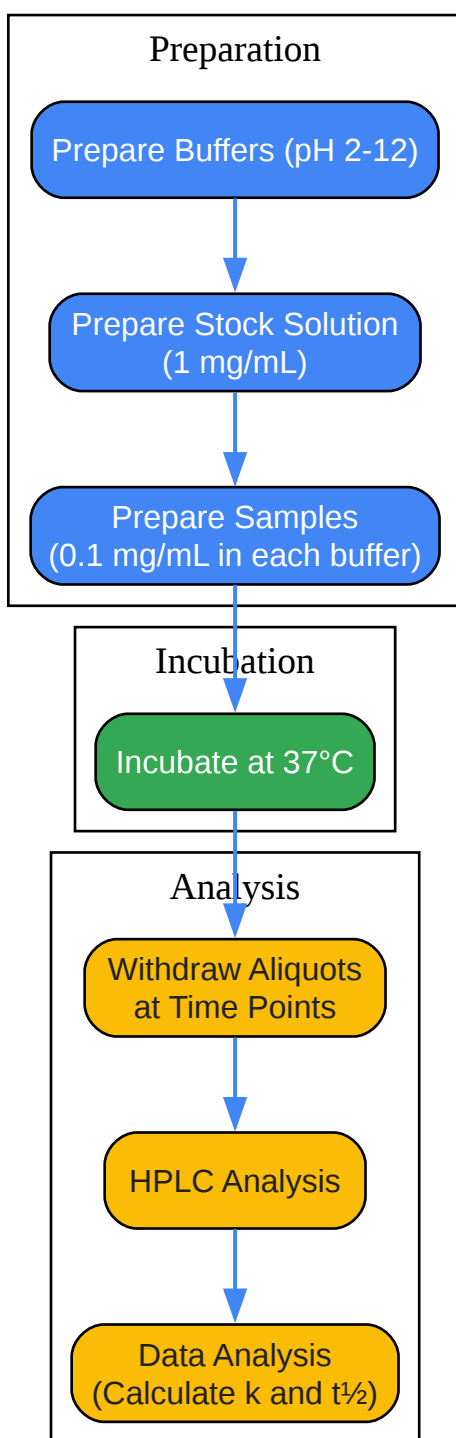 Preparation
Prepare Buffers (pH 2-12)
Prepare Stock Solution
(1 mg/mL)
Prepare Samples
(0.1 mg/mL in each buffer)
Incubation
Incubate at 37°C
Analysis
Withdraw Aliquots
at Time Points
HPLC Analysis
Data Analysis
(Calculate k and t½)